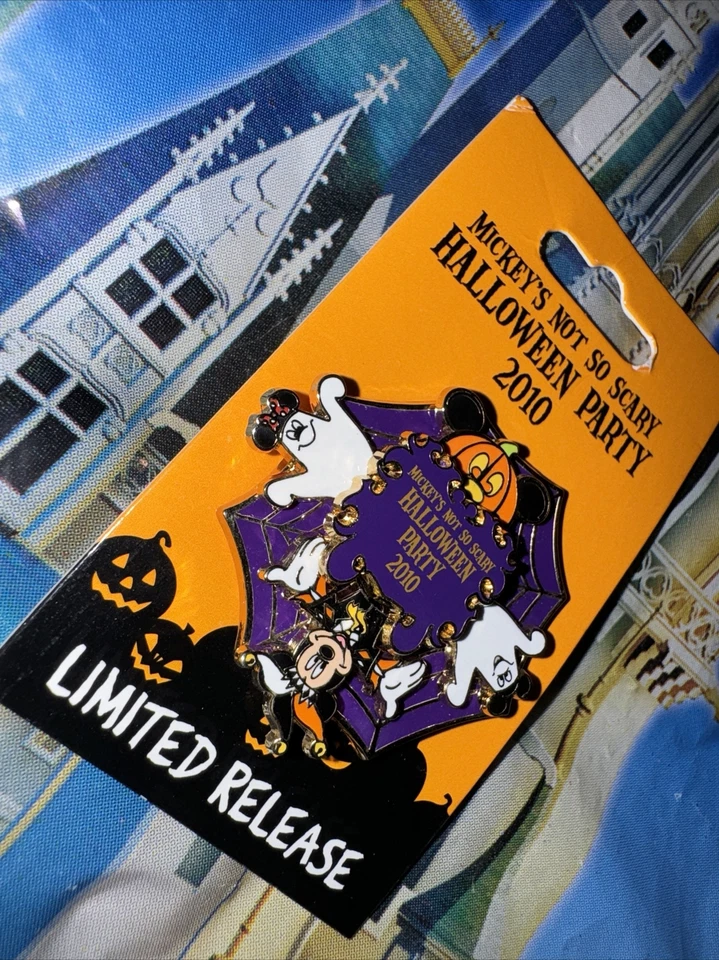 MICKEY'S NOT SO SCARY
HALLOWEEN PARTY
2010
MICKEY'S NOT SO SCARY
HALLOWEEN
PARTY
2010
LIMITED RELEASE